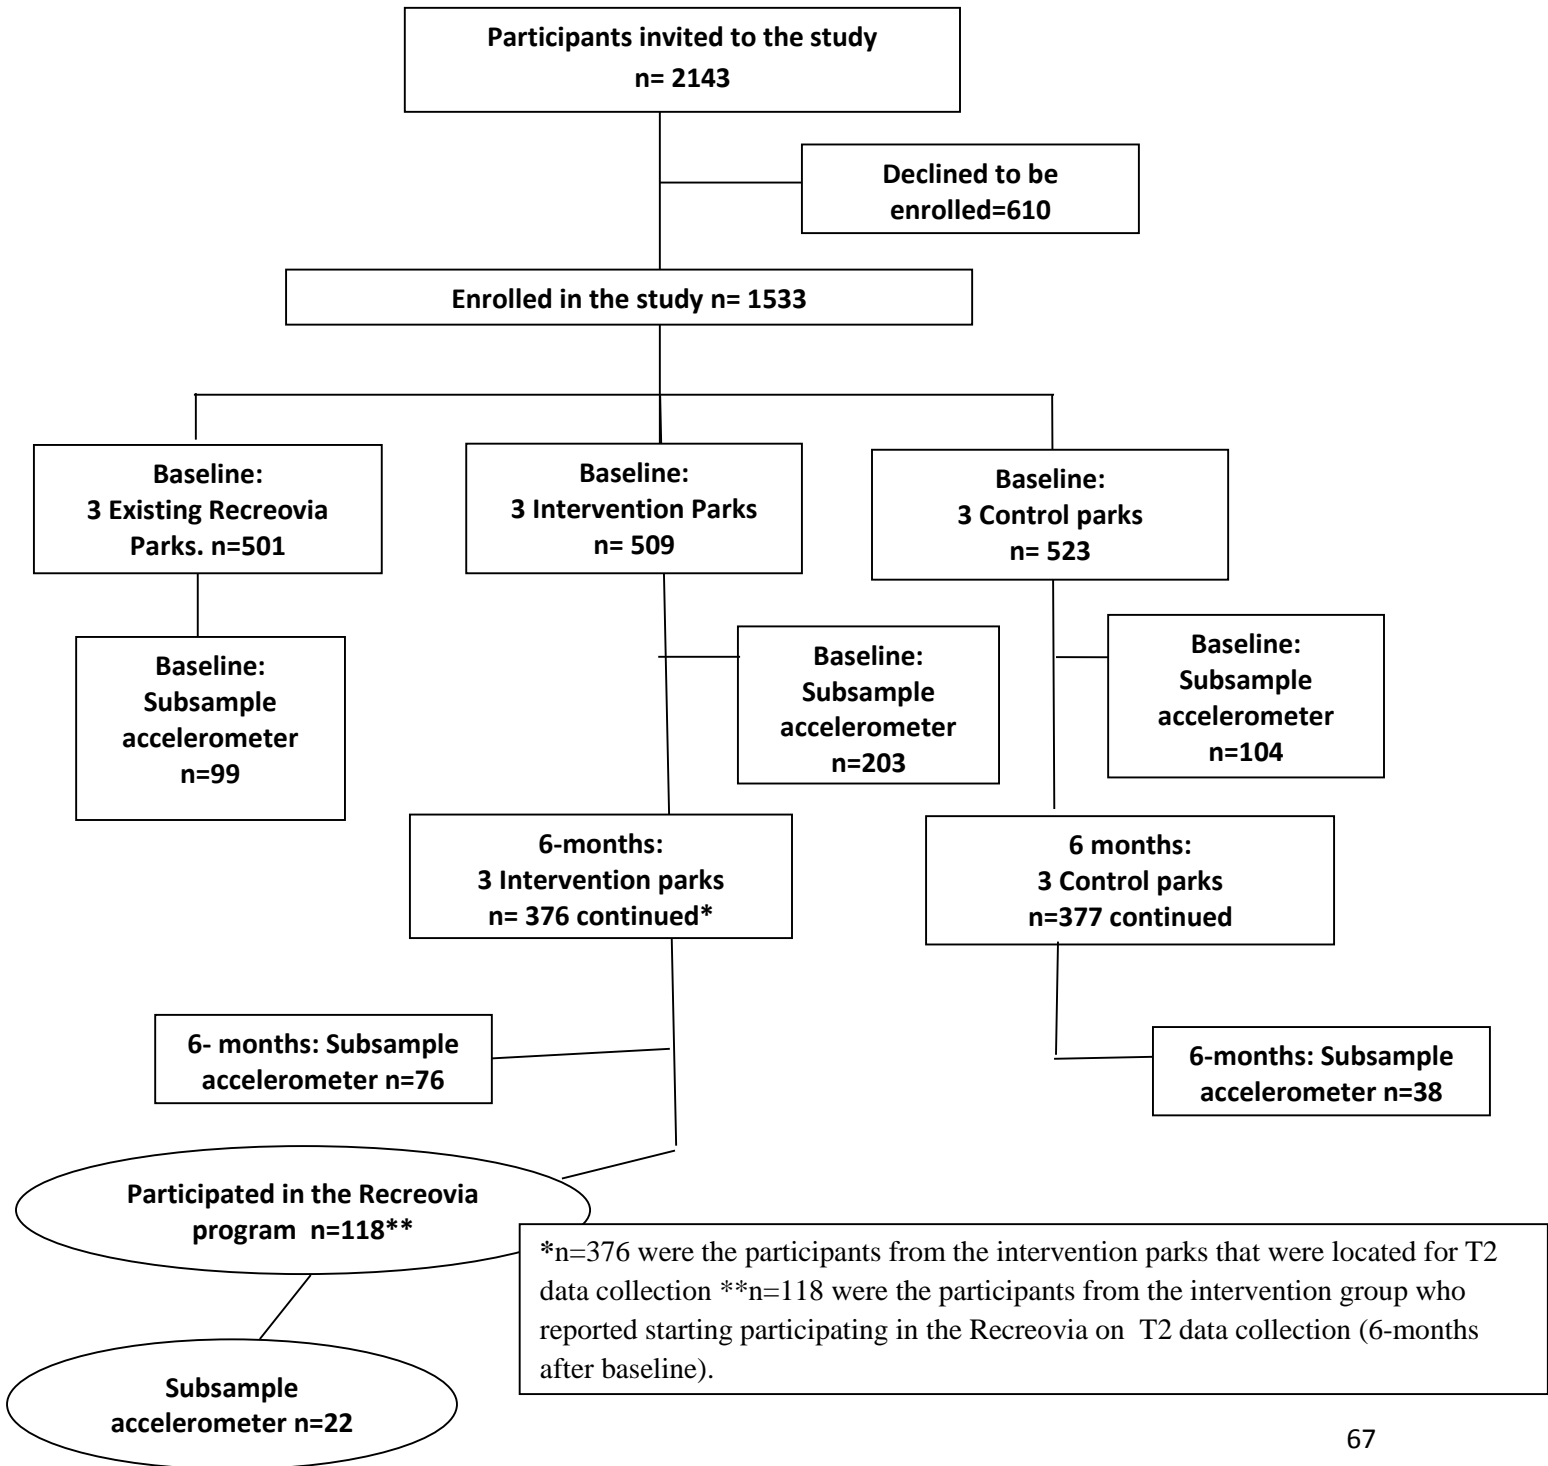 Participants invited to the study
n= 2143
Declined to be
enrolled=610
Enrolled in the study n= 1533
Baseline:
3 Existing Recreovia
Parks. n=501
Baseline:
3 Intervention Parks
n= 509
Baseline:
3 Control parks
n= 523
Baseline:
Subsample
accelerometer
n=99
Baseline:
Subsample
accelerometer
n=203
Baseline:
Subsample
accelerometer
n=104
6-months:
3 Intervention parks
n= 376 continued*
6 months:
3 Control parks
n=377 continued
6- months: Subsample
accelerometer n=76
6-months: Subsample
accelerometer n=38
Participated in the Recreovia
program  n=118**
*n=376 were the participants from the intervention parks that were located for T2
data collection **n=118 were the participants from the intervention group who
reported starting participating in the Recreovia on  T2 data collection (6-months
after baseline).
Subsample
accelerometer n=22
67